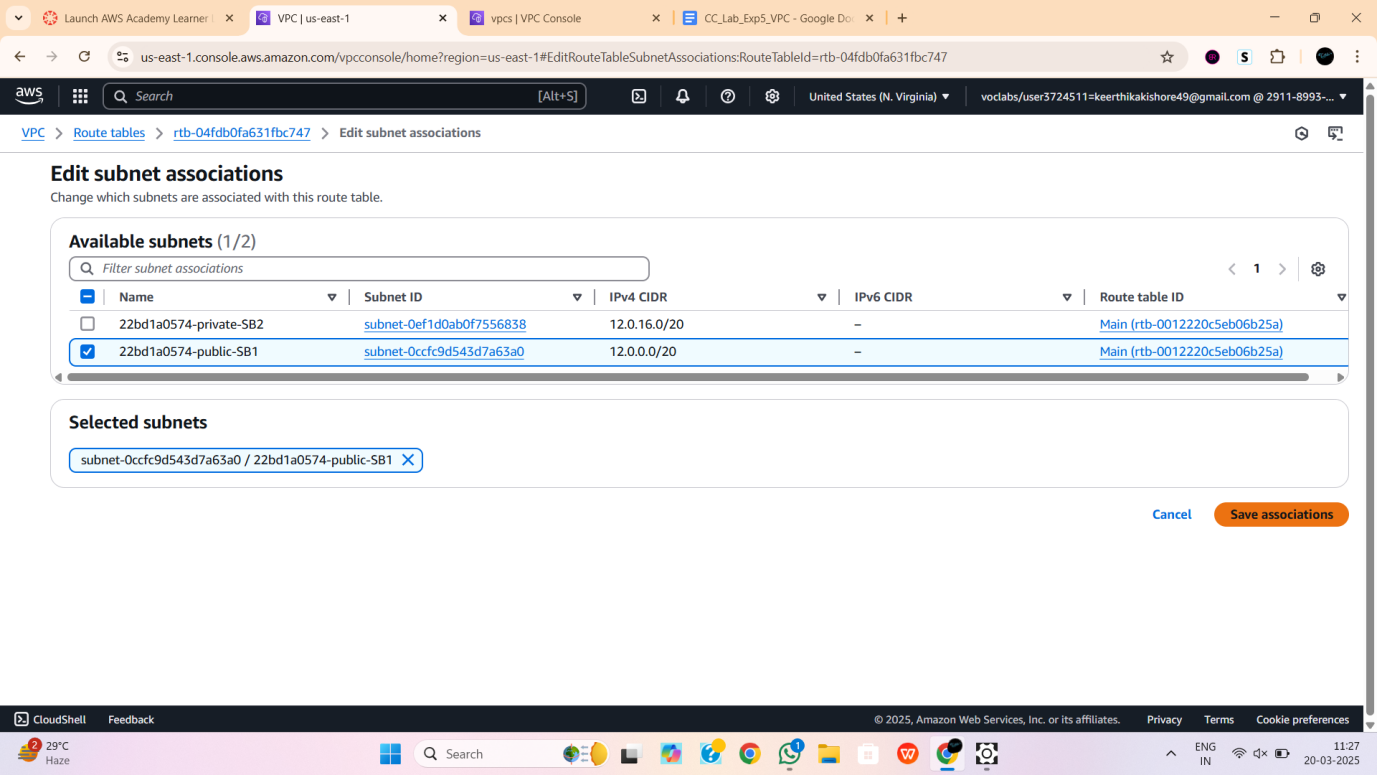 Launch AWS Academy Learner
VPC | us-east-1
vpcs | VPC Console
CC_Lab_Exp5_VPC - Google Do
us-east-1.console.aws.amazon.com/vpcconsole/home?region=us-east-1#EditRouteTableSubnetAssociations:RouteTableId=rtb-04fdb0fa631fbc747
aws
Search [Alt+S]
United States (N. Virginia)
voclabs/user3724511=keerthikakishore49@gmail.com @ 2911-8993-...
VPC > Route tables > rtb-04fdb0fa631fbc747 > Edit subnet associations
Edit subnet associations
Change which subnets are associated with this route table.
Available subnets (1/2)
Filter subnet associations
1
Name Subnet ID IPv4 CIDR IPv6 CIDR Route table ID
22bd1a0574-private-SB2 subnet-0ef1d0ab0f7556838 12.0.16.0/20 – Main (rtb-0012220c5eb06b25a)
22bd1a0574-public-SB1 subnet-0ccfc9d543d7a63a0 12.0.0.0/20 – Main (rtb-0012220c5eb06b25a)
Selected subnets
subnet-0ccfc9d543d7a63a0 / 22bd1a0574-public-SB1
Cancel Save associations
CloudShell Feedback © 2025, Amazon Web Services, Inc. or its affiliates. Privacy Terms Cookie preferences
2
29°C
Haze
Search
1
ENG
IN
11:27
20-03-2025